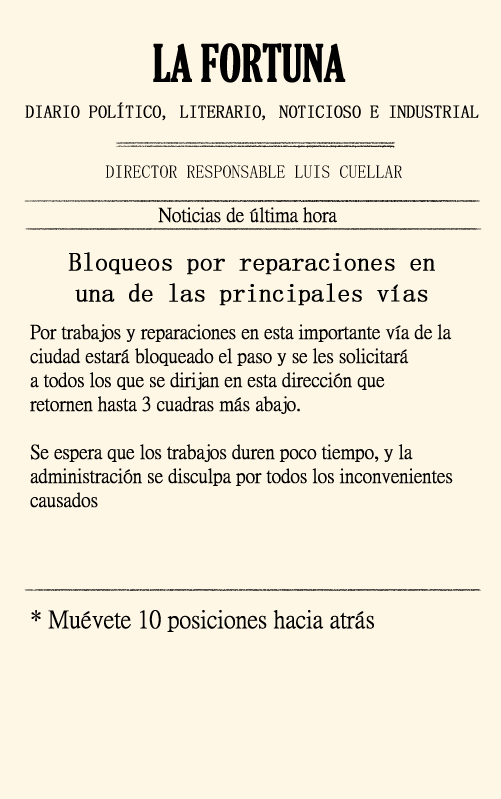 LA FORTUNA
DIARIO POLÍTICO, LITERARIO, NOTICIOSO E INDUSTRIAL
DIRECTOR RESPONSABLE LUIS CUELLAR
Noticias de última hora
Bloqueos por reparaciones en
una de las principales vías
Por trabajos y reparaciones en esta importante vía de la
ciudad estará bloqueado el paso y se les solicitará
a todos los que se dirijan en esta dirección que
retornen hasta 3 cuadras más abajo.
Se espera que los trabajos duren poco tiempo, y la
administración se disculpa por todos los inconvenientes
causados
* Muévete 10 posiciones hacia atrás